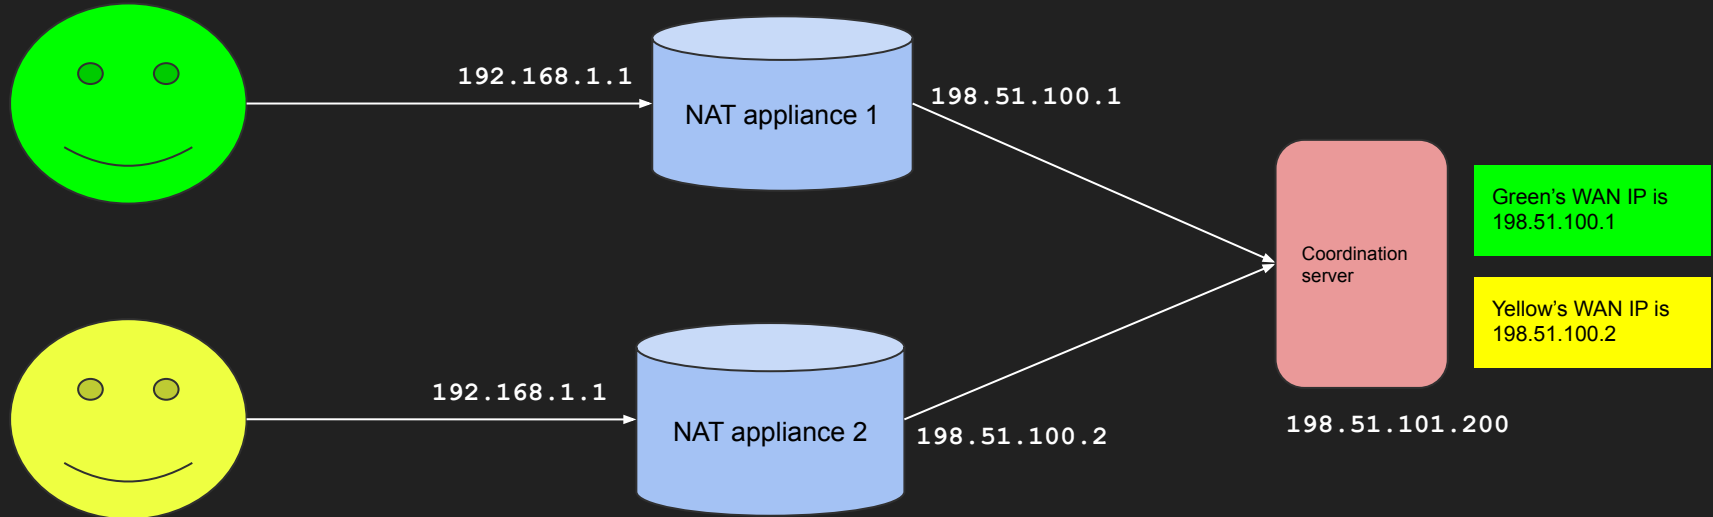 192.168.1.1
NAT appliance 1
198.51.100.1
Coordination
server
Green's WAN IP is
198.51.100.1
Yellow's WAN IP is
198.51.100.2
192.168.1.1
NAT appliance 2
198.51.100.2
198.51.101.200